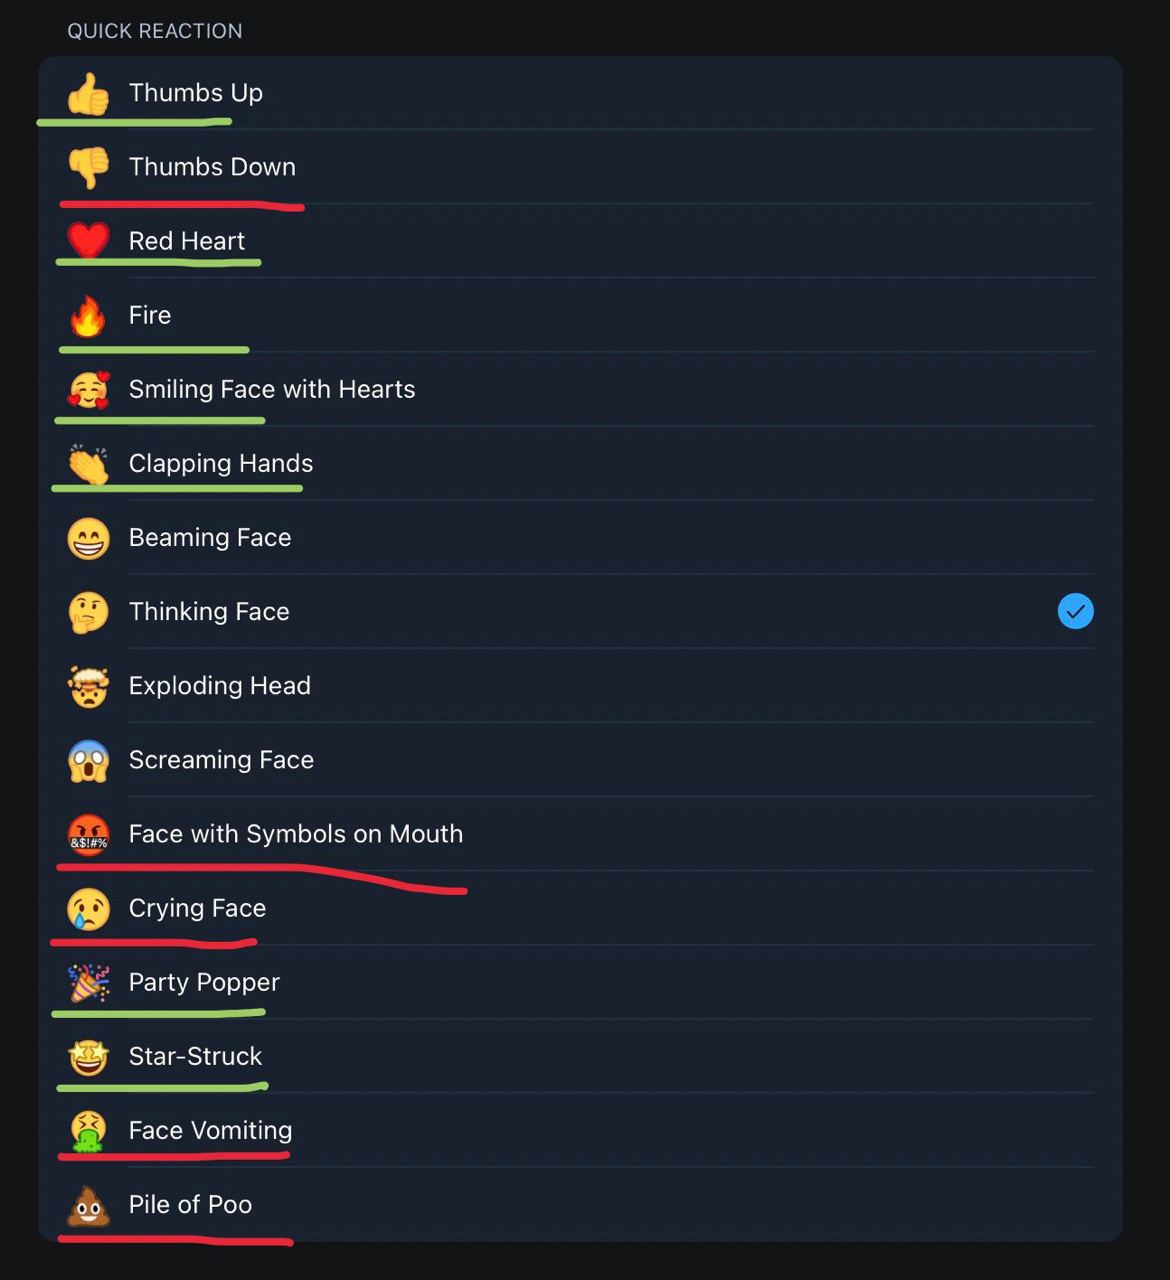 QUICK REACTION
Thumbs Up
Thumbs Down
Red Heart
Fire
Smiling Face with Hearts
Clapping Hands
Beaming Face
Thinking Face
Exploding Head
Screaming Face
&$!#%
Face with Symbols on Mouth
Crying Face
Party Popper
Star-Struck
Face Vomiting
Pile of Poo